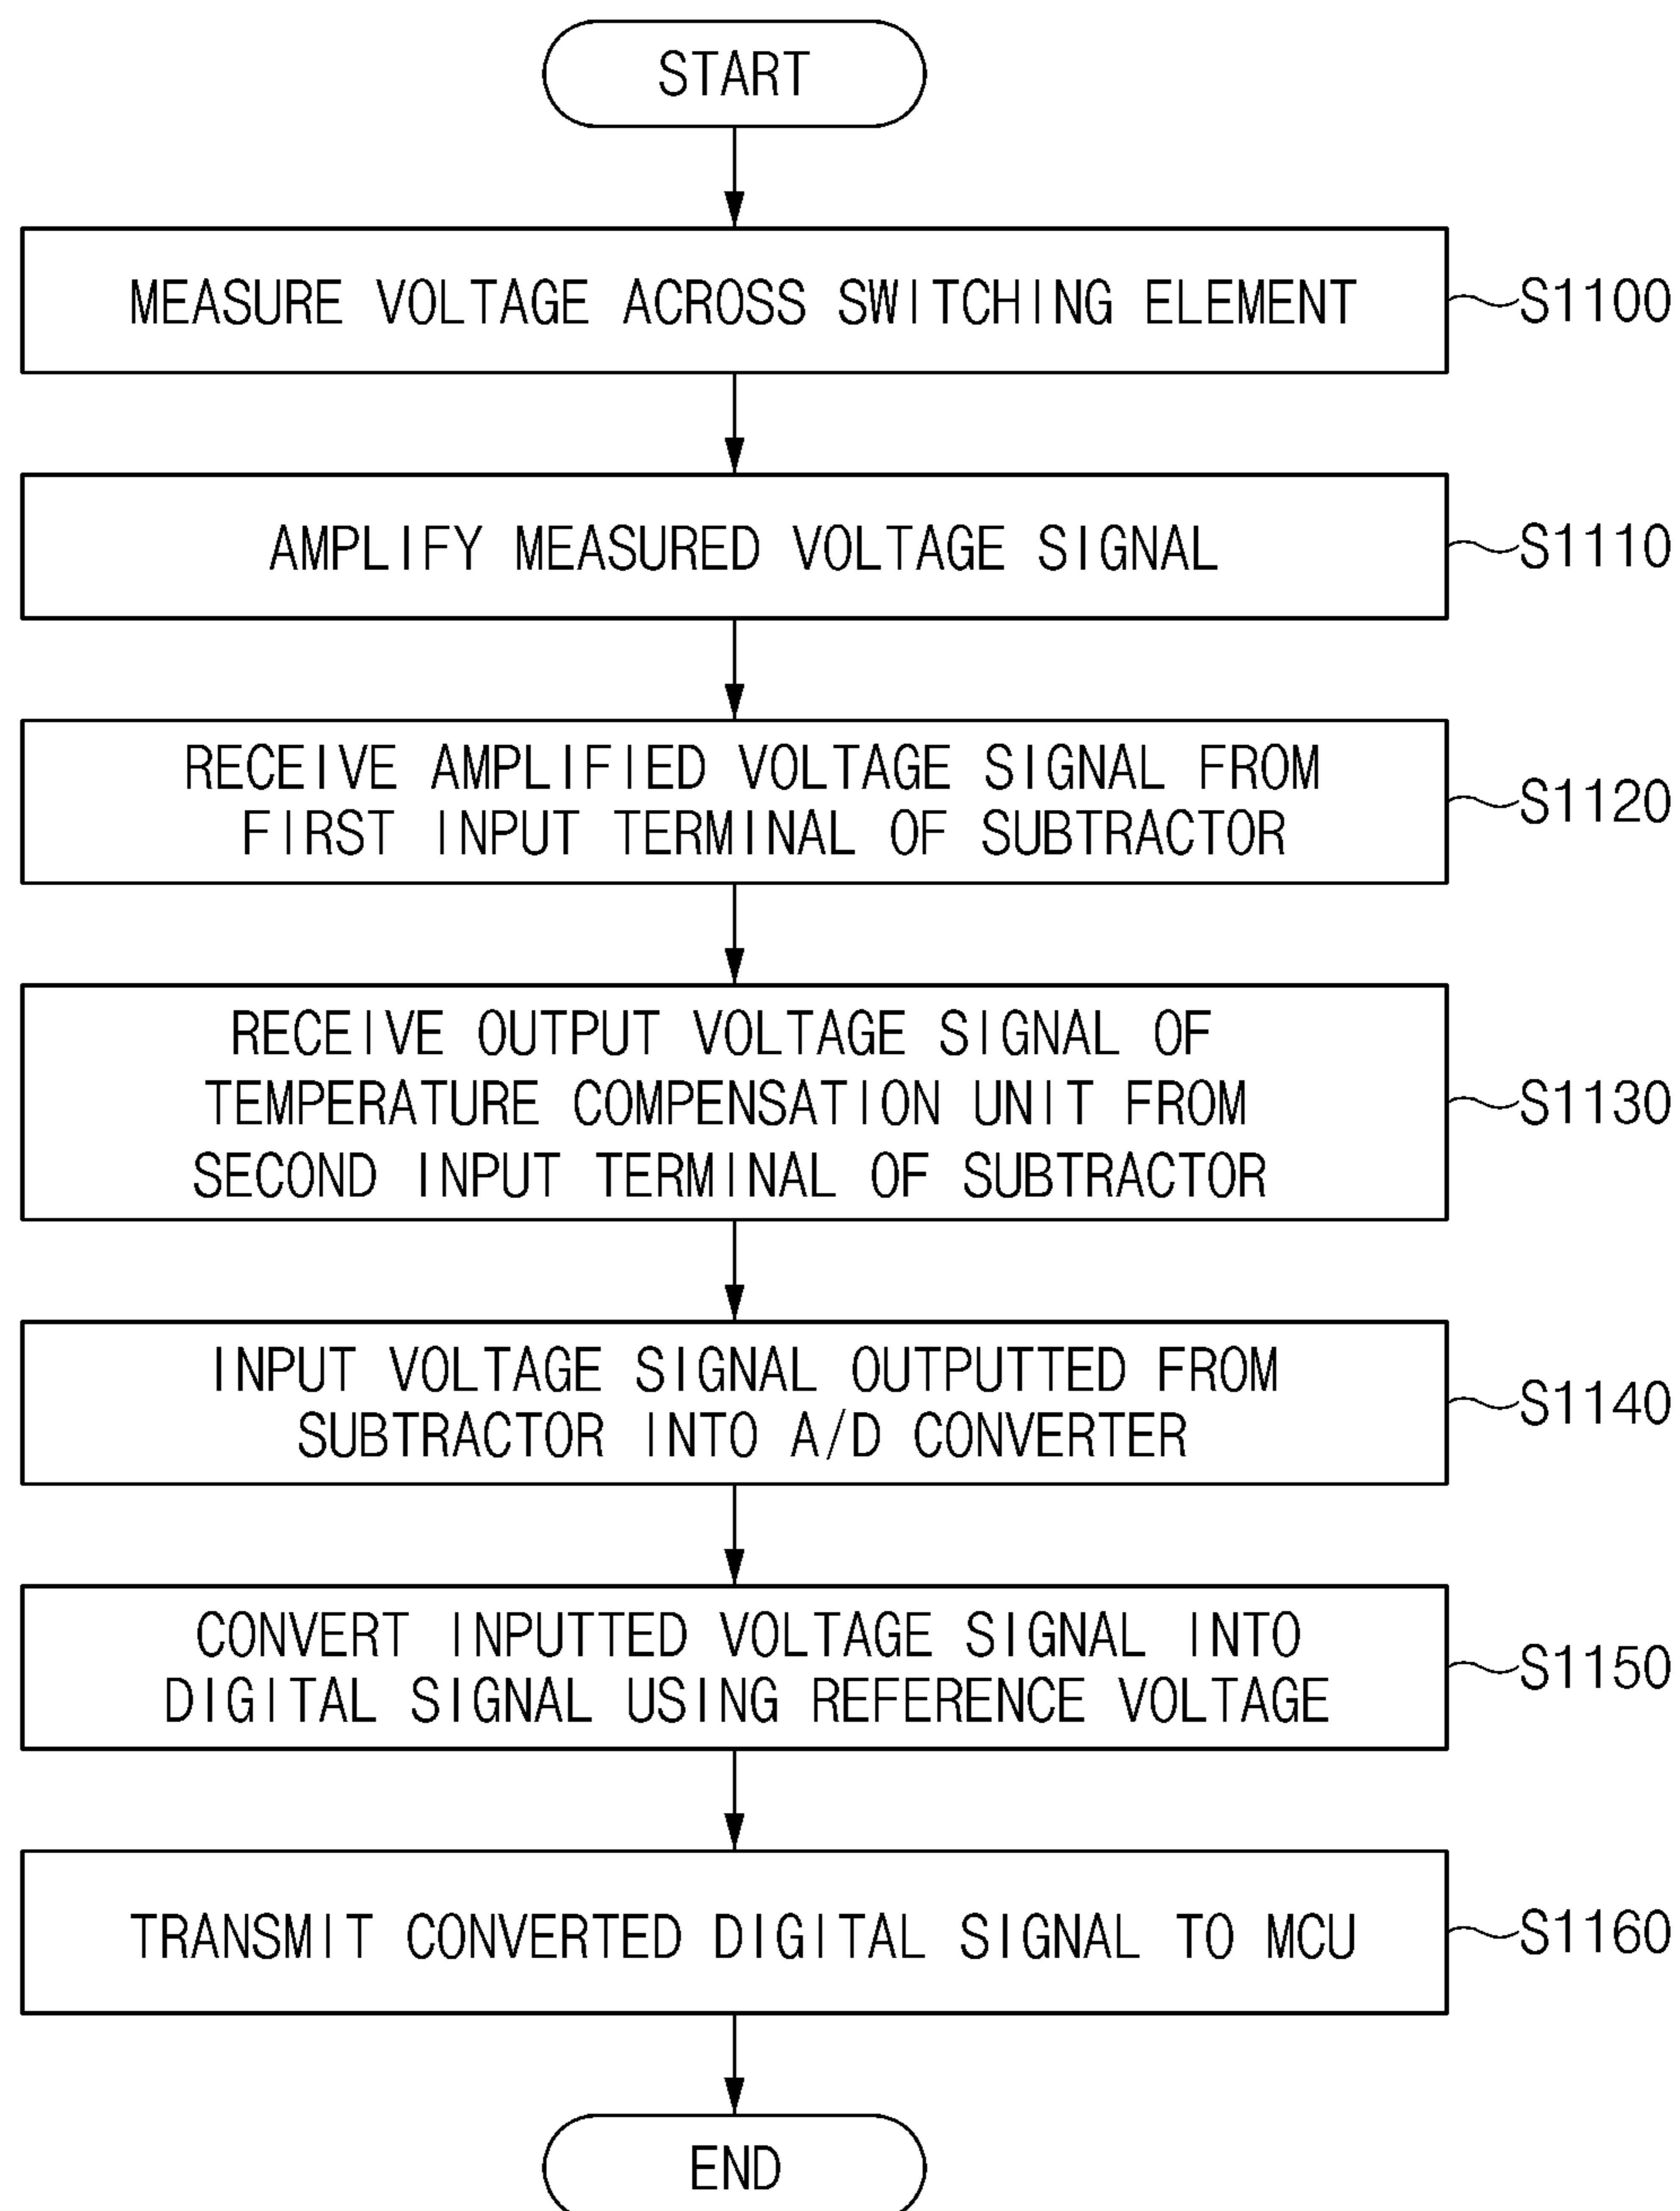 START
MEASURE VOLTAGE ACROSS SWITCHING ELEMENT
S1100
AMPLIFY MEASURED VOLTAGE SIGNAL
S1110
RECEIVE AMPLIFIED VOLTAGE SIGNAL FROM
FIRST INPUT TERMINAL OF SUBTRACTOR
S1120
RECEIVE OUTPUT VOLTAGE SIGNAL OF
TEMPERATURE COMPENSATION UNIT FROM
SECOND INPUT TERMINAL OF SUBTRACTOR
S1130
INPUT VOLTAGE SIGNAL OUTPUTTED FROM
SUBTRACTOR INTO A/D CONVERTER
S1140
CONVERT INPUTTED VOLTAGE SIGNAL INTO
DIGITAL SIGNAL USING REFERENCE VOLTAGE
S1150
TRANSMIT CONVERTED DIGITAL SIGNAL TO MCU
S1160
END